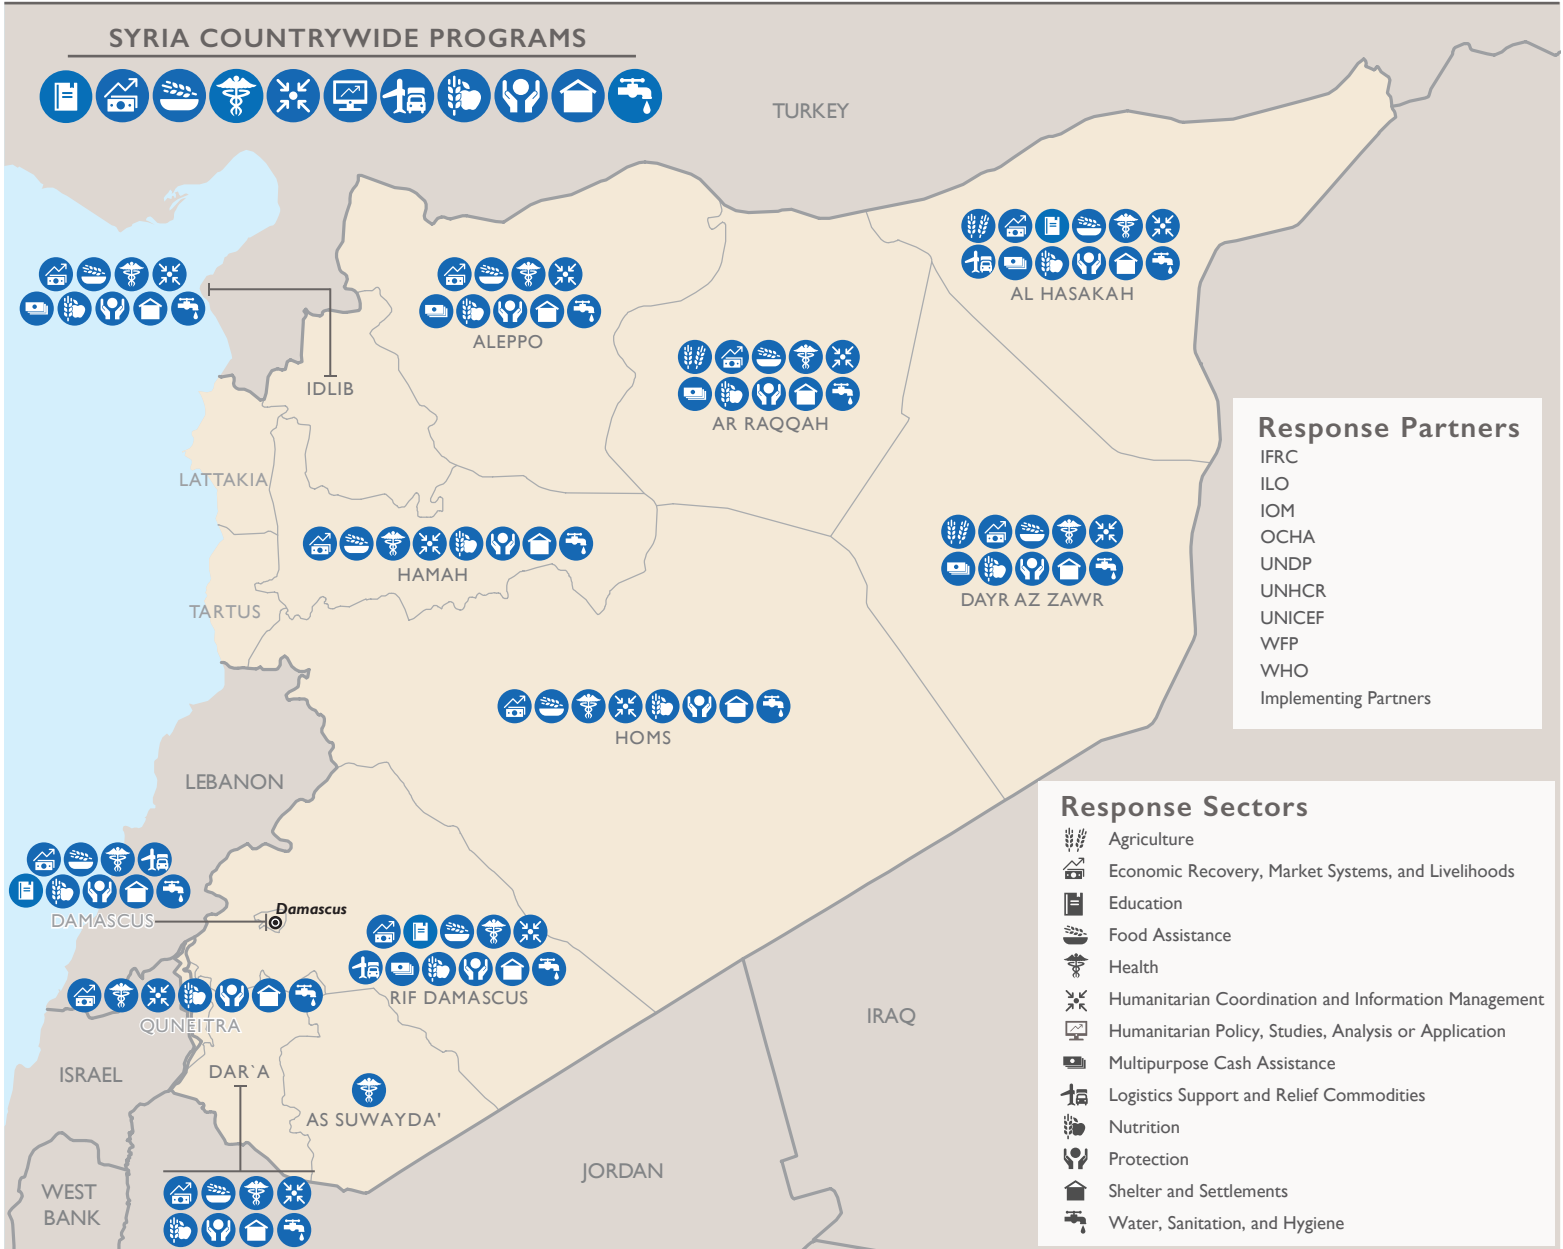 SYRIA COUNTRYWIDE PROGRAMS
TURKEY
AL HASAKAH
ALEPPO
IDLIB
AR RAQQAH
LATTAKIA
HAMAH
TARTUS
DAYR AZ ZAWR
HOMS
LEBANON
DAMASCUS
Damascus
RIF DAMASCUS
QUNEITRA
IRAQ
ISRAEL
DAR`A
AS SUWAYDA'
JORDAN
WEST
BANK
Response Partners
IFRC
ILO
IOM
OCHA
UNDP
UNHCR
UNICEF
WFP
WHO
Implementing Partners
Response Sectors
Agriculture
Economic Recovery, Market Systems, and Livelihoods
Education
Food Assistance
Health
Humanitarian Coordination and Information Management
Humanitarian Policy, Studies, Analysis or Application
Multipurpose Cash Assistance
Logistics Support and Relief Commodities
Nutrition
Protection
Shelter and Settlements
Water, Sanitation, and Hygiene